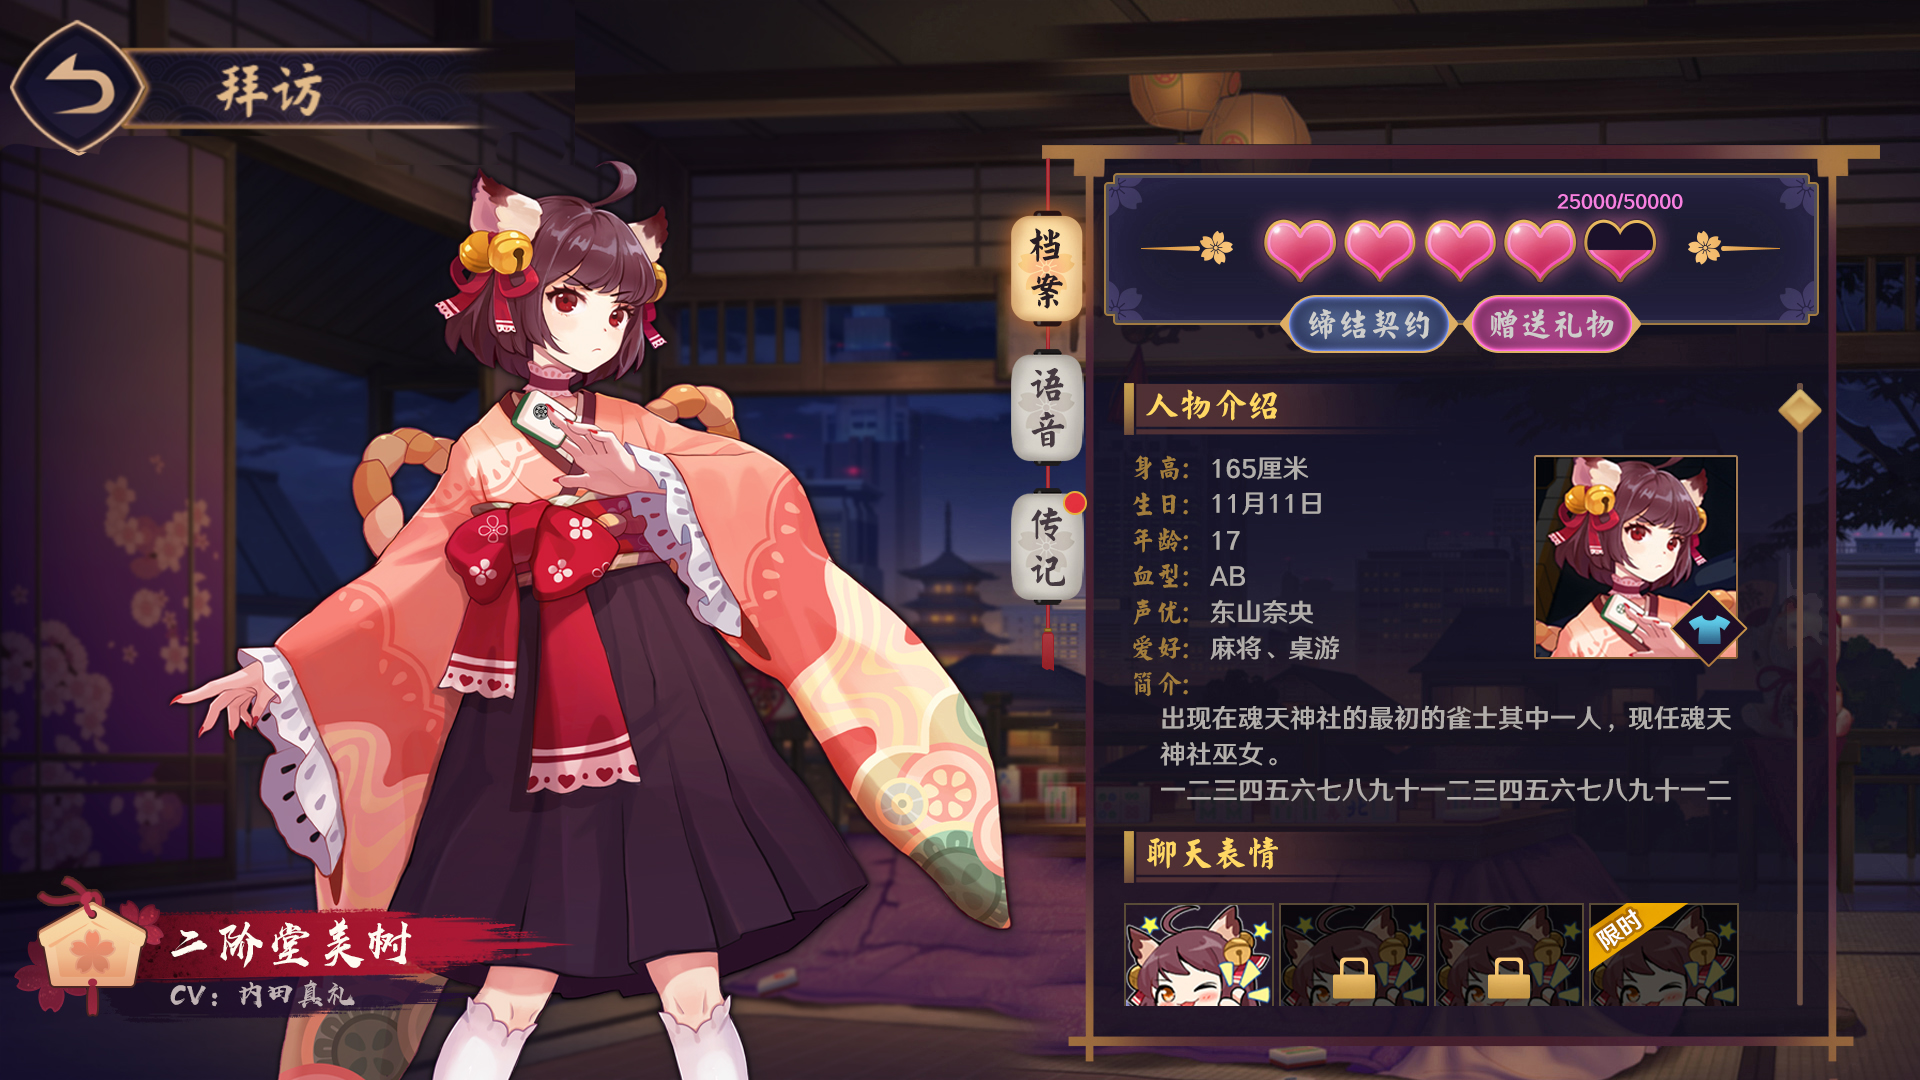 拜访
25000/50000
缔结契约
赠送礼物
档案
语音
传记
人物介绍
身高： 165厘米
生日： 11月11日
年龄： 17
血型： AB
声优： 东山奈央
爱好： 麻将、桌游
简介：
出现在魂天神社的最初的雀士其中一人，现任魂天
神社巫女。
一二三四五六七八九十一二三四五六七八九十一二
聊天表情
限时
二阶堂美树
CV：内田真礼